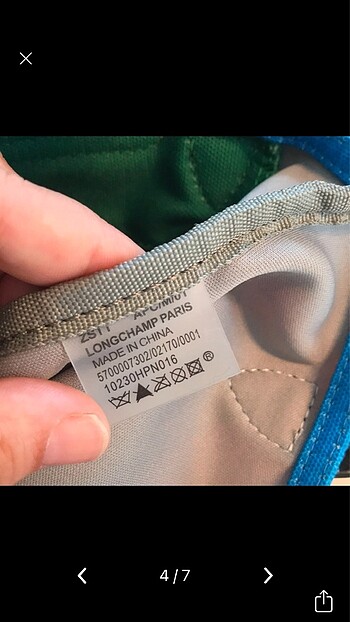 LONGCHAMP PARIS
MADE IN CHINA
5700007302/02170/0001
10230HPN016
®
4 / 7